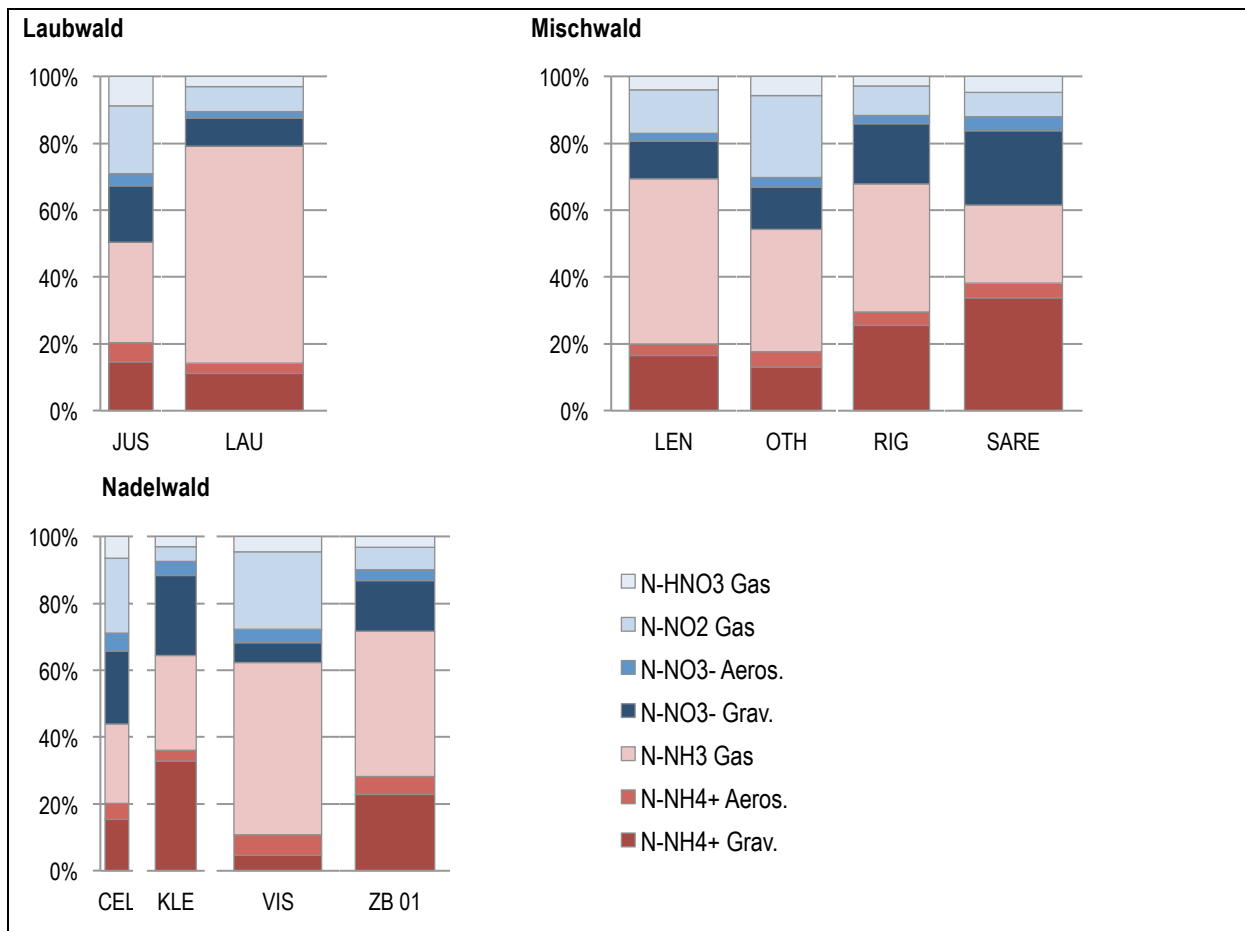 Laubwald
100%
80%
60%
40%
20%
0%
JUS LAU
Mischwald
100%
80%
60%
40%
20%
0%
LEN OTH RIG SARE
Nadelwald
100%
80%
60%
40%
20%
0%
CEL KLE VIS ZB 01
N-HNO3 Gas
N-NO2 Gas
N-NO3- Aeros.
N-NO3- Grav.
N-NH3 Gas
N-NH4+ Aeros.
N-NH4+ Grav.